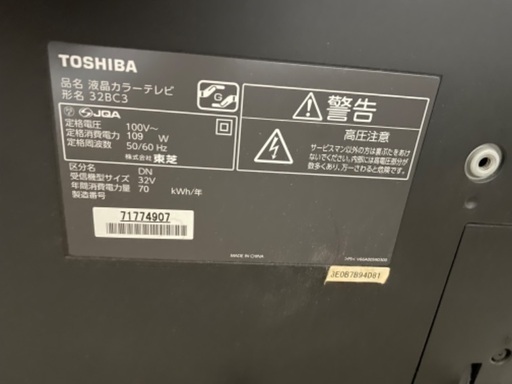 TOSHIBA
品名 液晶カラーテレビ
形名 32BC3
JQA
定格電圧 100V~
定格消費電力 109 W
定格周波数 50/60 Hz
株式会社 東芝
区分名 DN
受信機型サイズ 32V
年間消費電力量 70 kWh/年
製造番号
71774907
MADE IN CHINA
警告
高圧注意
サービスマン以外の方は裏ぶたをあけ
ないでください。内部には高電圧部分が
数多くあり、万一さわると危険です。
3E0B7B94081